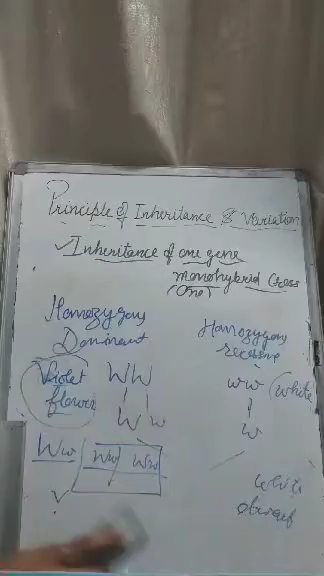 Principle of Inheritance & Variation
✓ Inheritance of one gene
monohybrid Cross
(One)
Homozygous
Dominant
Homozygous
recessive
Violet WW
flower
W w
ww (white
w
Ww Ww Ww
white